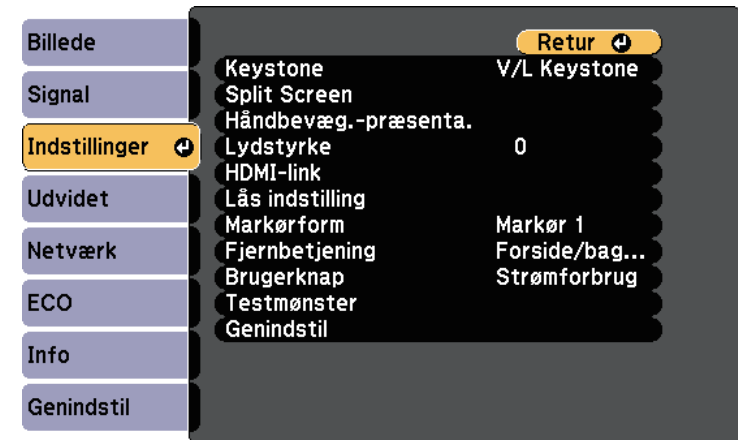 Billede
Signal
Indstillinger
Udvidet
Netværk
ECO
Info
Genindstil
Retur
Keystone V/L Keystone
Split Screen
Håndbevæg.-præsenta.
Lydstyrke 0
HDMI-link
Lås indstilling
Markørform Markør 1
Fjernbetjening Forside/bag...
Brugerknap Strømforbrug
Testmønster
Genindstil